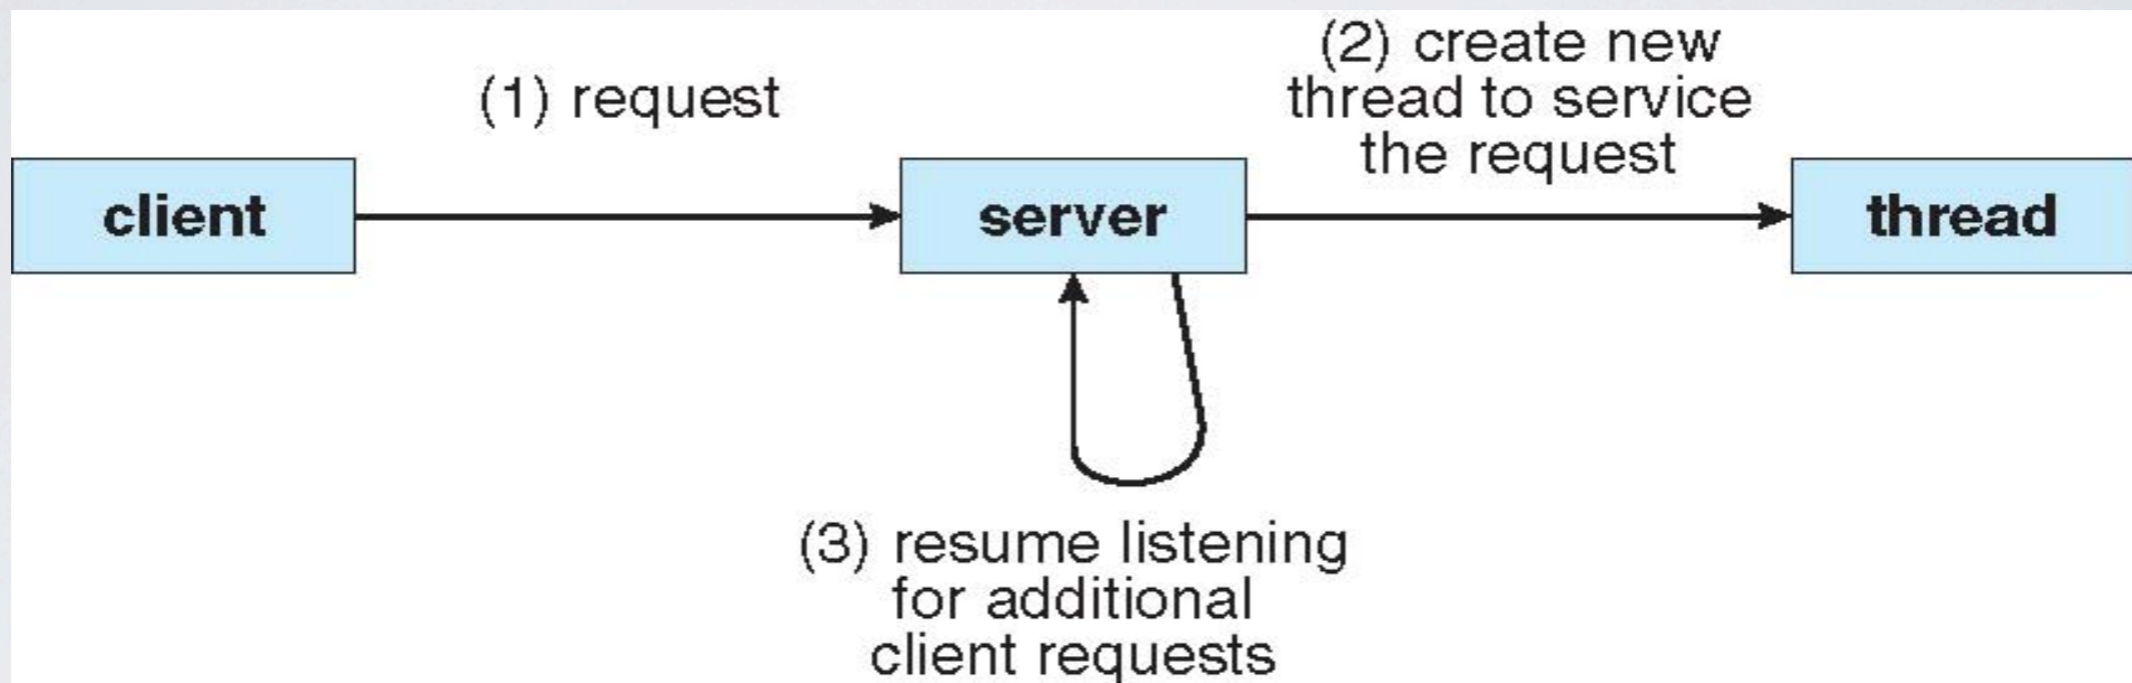 (1) request
(2) create new
thread to service
the request
client
server
thread
(3) resume listening
for additional
client requests